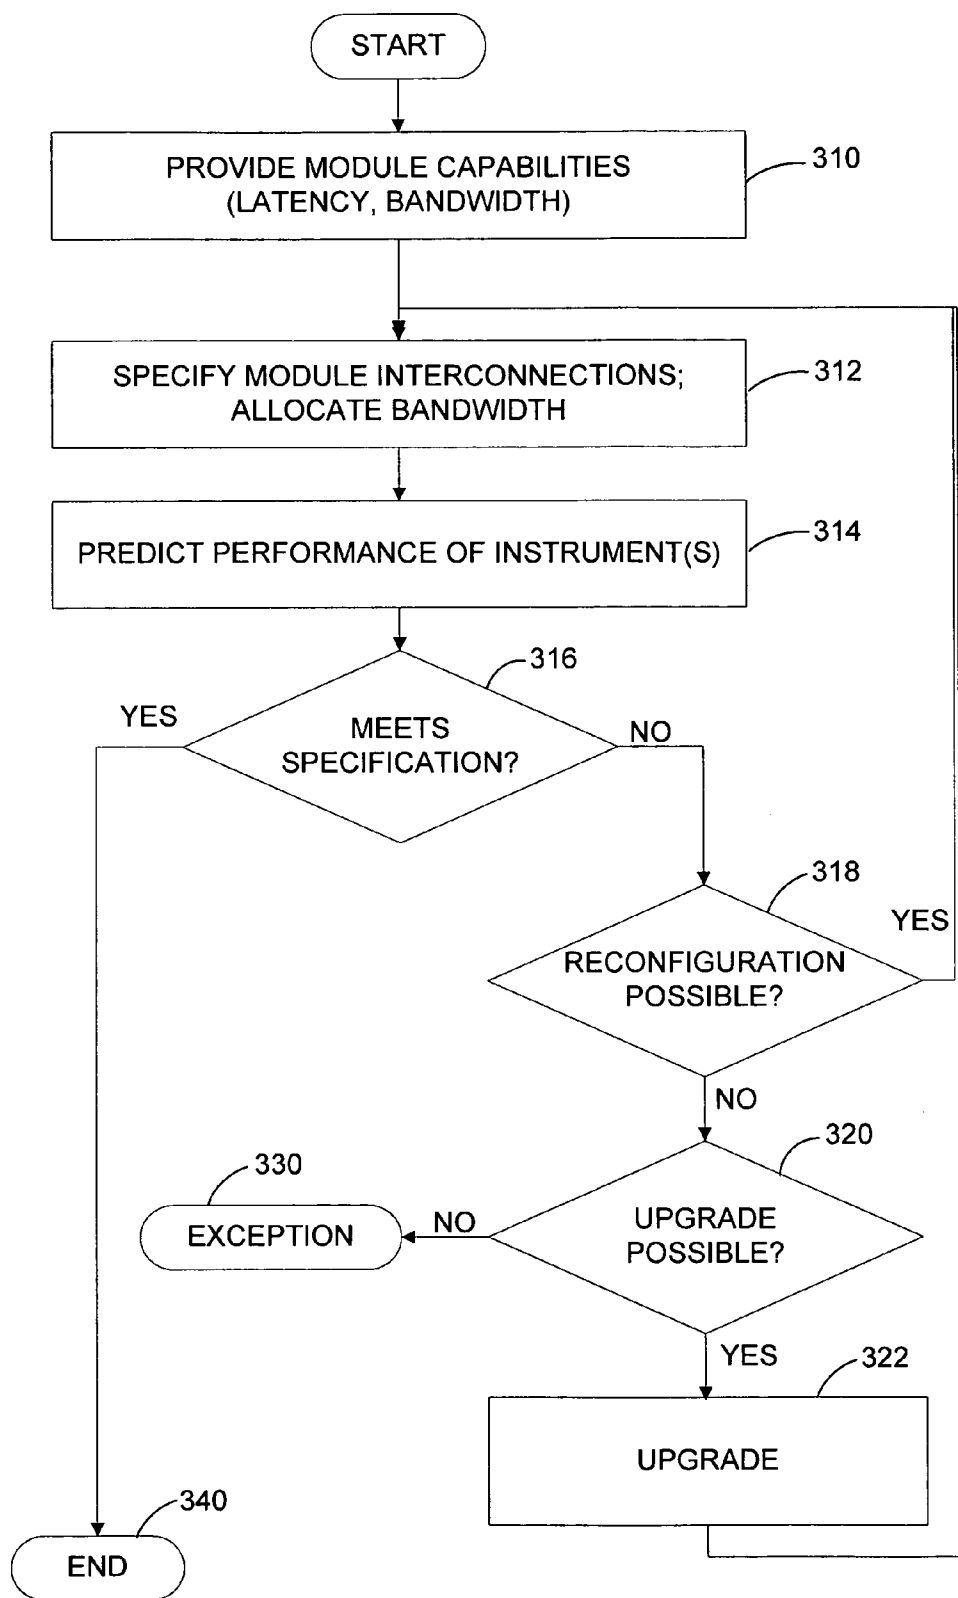 START
PROVIDE MODULE CAPABILITIES
(LATENCY, BANDWIDTH)
310
SPECIFY MODULE INTERCONNECTIONS;
ALLOCATE BANDWIDTH
312
PREDICT PERFORMANCE OF INSTRUMENT(S)
314
316
YES
MEETS
SPECIFICATION?
NO
318
YES
RECONFIGURATION
POSSIBLE?
NO
320
330
EXCEPTION
NO
UPGRADE
POSSIBLE?
YES
322
UPGRADE
340
END